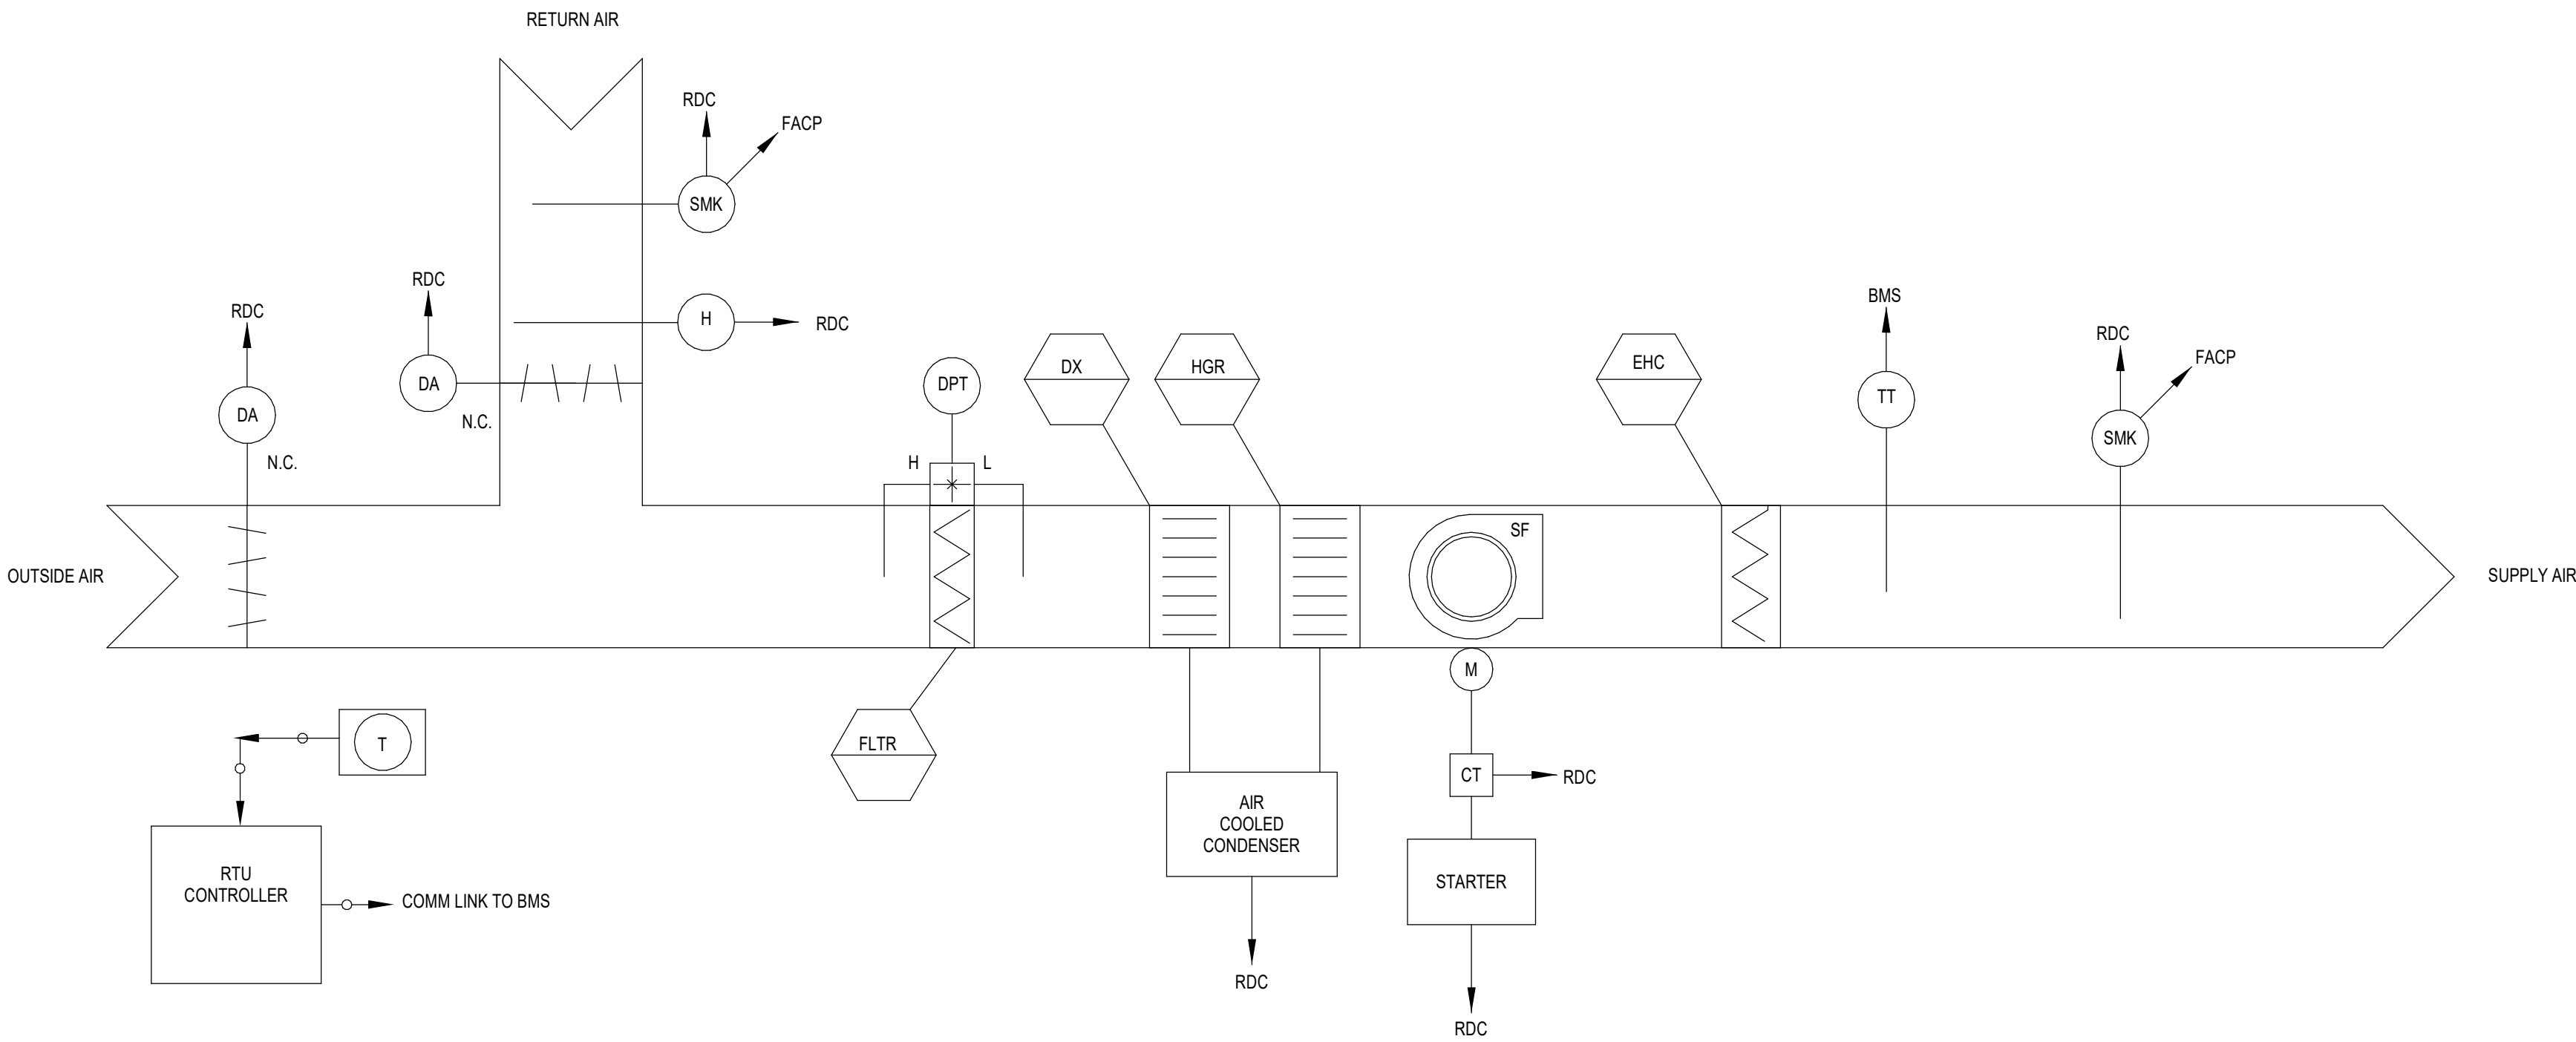 RETURN AIR
RDC
FACP
SMK
RDC
RDC
H
RDC
DA
N.C.
RDC
DA
N.C.
DPT
H
L
DX
HGR
EHC
BMS
TT
RDC
FACP
SMK
OUTSIDE AIR
SF
SUPPLY AIR
M
T
FLTR
CT
RDC
AIR
COOLED
CONDENSER
RTU
CONTROLLER
COMM LINK TO BMS
STARTER
RDC
RDC